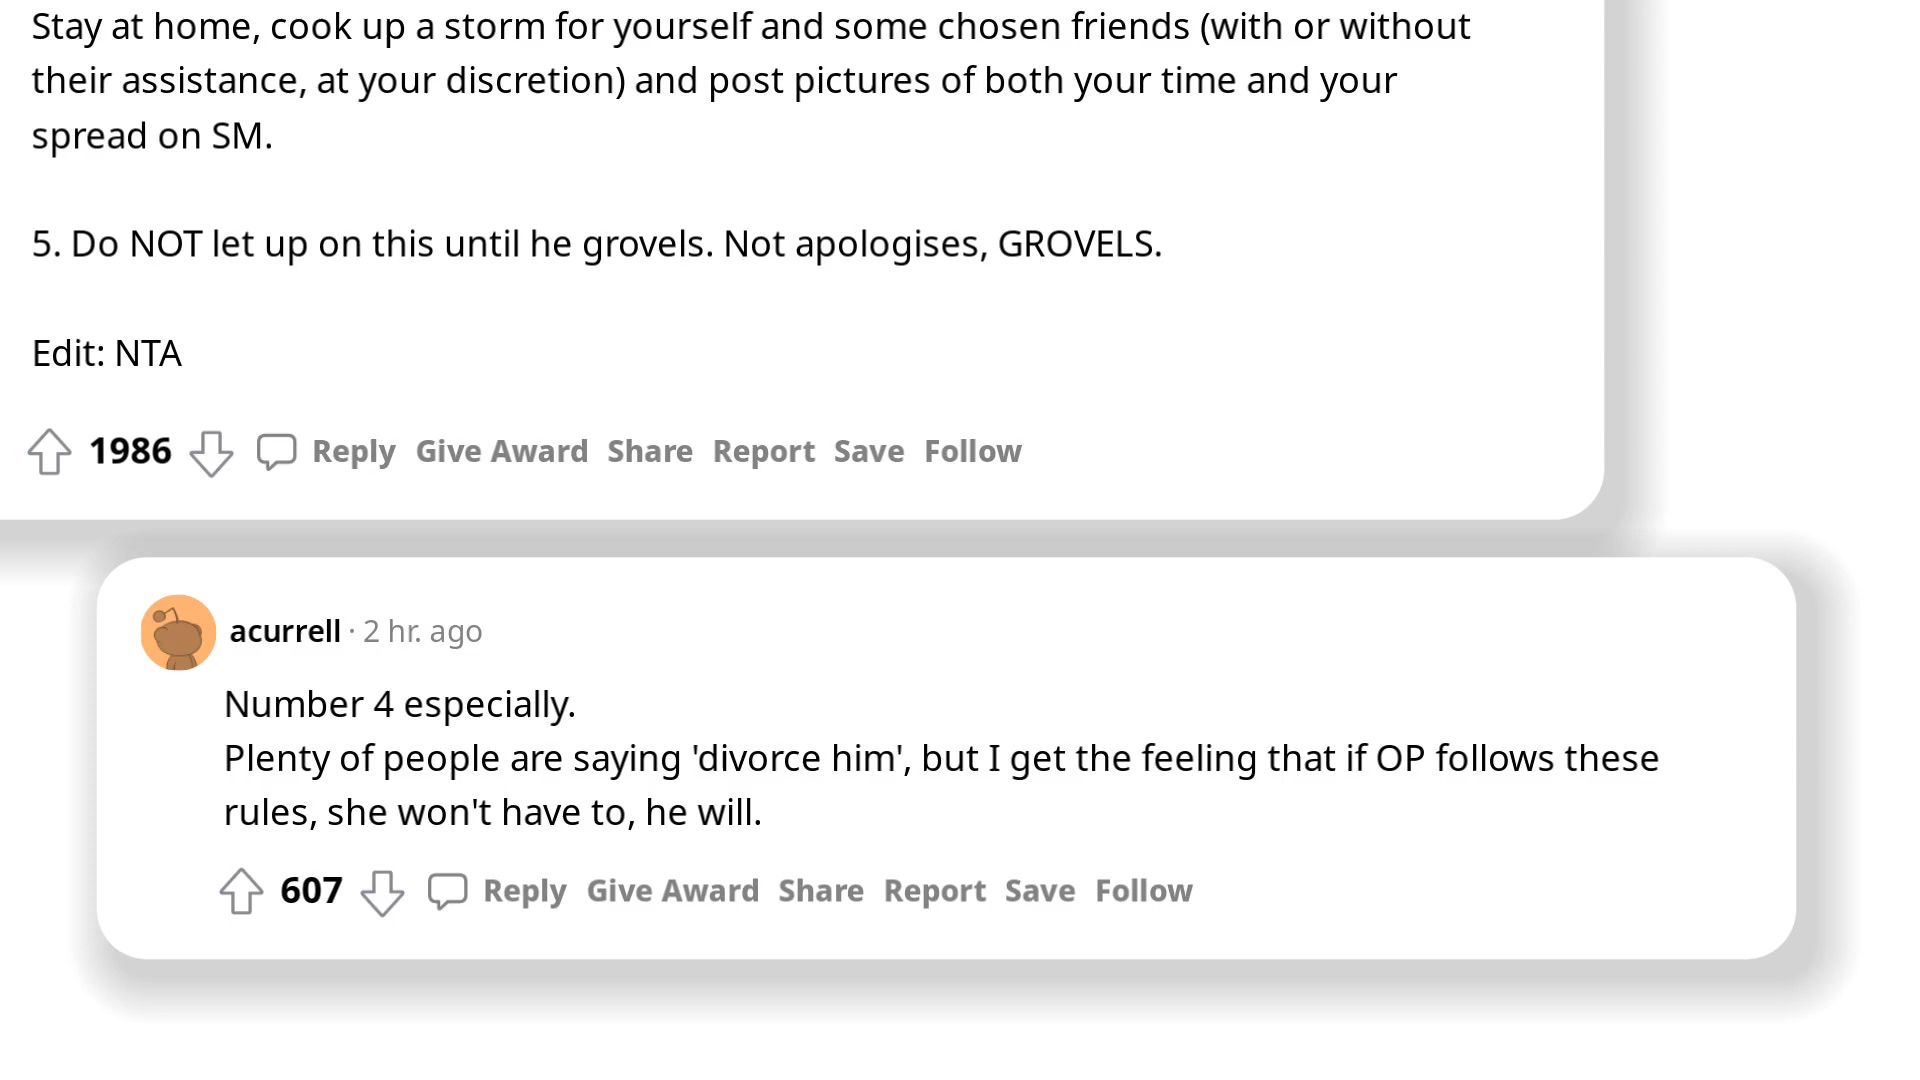 Stay at home, cook up a storm for yourself and some chosen friends (with or without
their assistance, at your discretion) and post pictures of both your time and your
spread on SM.
5. Do NOT let up on this until he grovels. Not apologises, GROVELS.
Edit: NTA
1986 Reply Give Award Share Report Save Follow
acurrell · 2 hr. ago
Number 4 especially.
Plenty of people are saying 'divorce him', but I get the feeling that if OP follows these
rules, she won't have to, he will.
607 Reply Give Award Share Report Save Follow